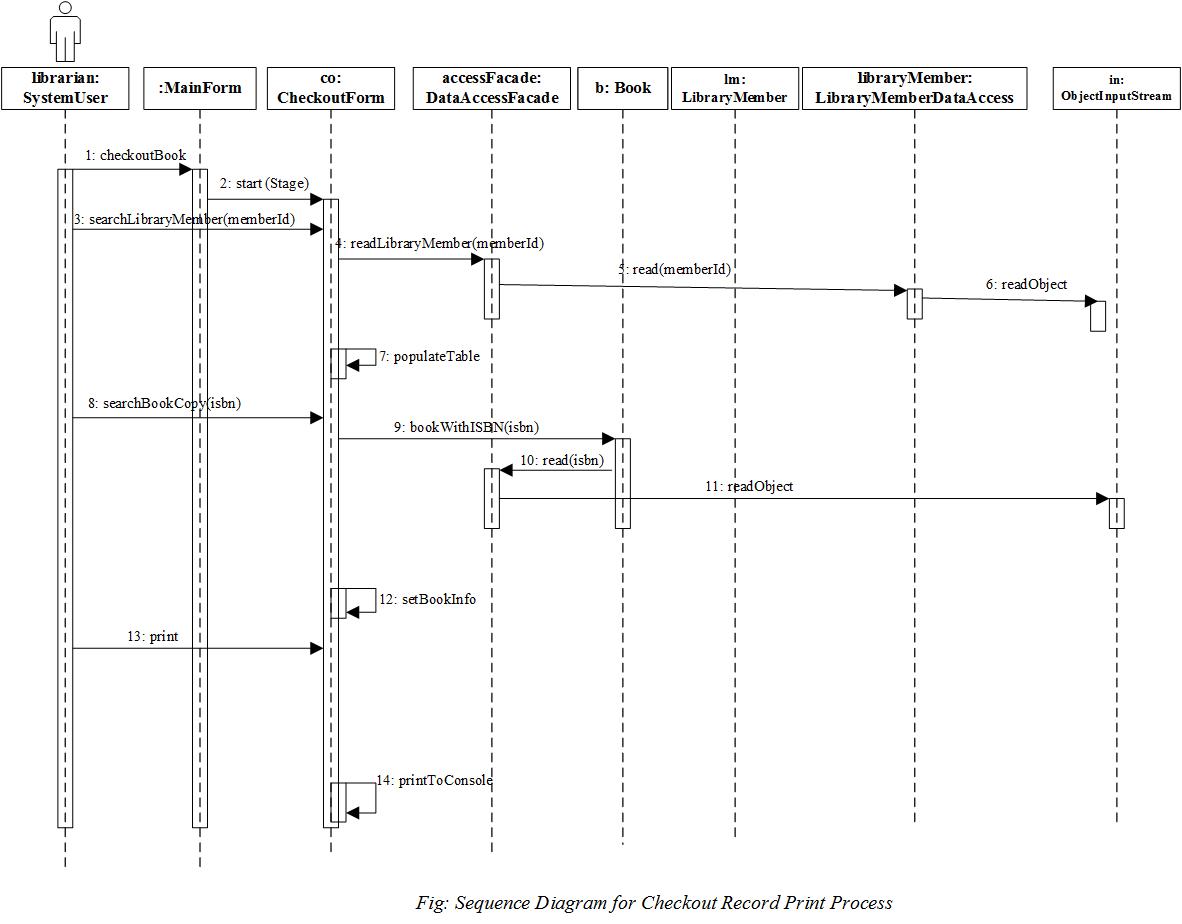 librarian:
SystemUser
:MainForm
co:
CheckoutForm
accessFacade:
DataAccessFacade
b: Book
lm:
LibraryMember
libraryMember:
LibraryMemberDataAccess
in:
ObjectInputStream
1: checkoutBook
2: start (Stage)
3: searchLibraryMember(memberId)
4: readLibraryMember(memberId)
5: read(memberId)
6: readObject
7: populateTable
8: searchBookCopy(isbn)
9: bookWithISBN(isbn)
10: read(isbn)
11: readObject
12: setBookInfo
13: print
14: printToConsole
Fig: Sequence Diagram for Checkout Record Print Process